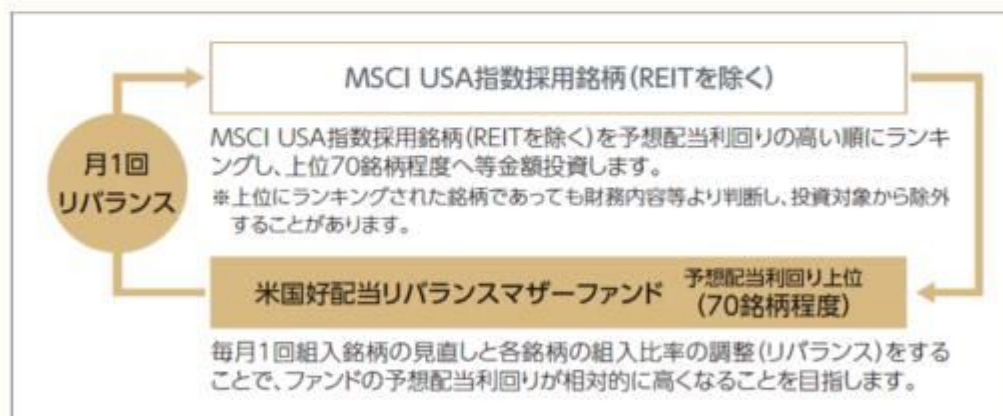 MSCI USA指数採用銘柄(REITを除く)
MSCI USA指数採用銘柄(REITを除く)を予想配当利回りの高い順にランキ
ングし、上位70銘柄程度へ等金額投資します。
※上位にランキングされた銘柄であっても財務内容等より判断し、投資対象から除外
することがあります。
月1回
リバランス
米国好配当リバランスマザーファンド
予想配当利回り上位
(70銘柄程度)
毎月1回組入銘柄の見直しと各銘柄の組入比率の調整(リバランス)をする
ことで、ファンドの予想配当利回りが相対的に高くなることを目指します。